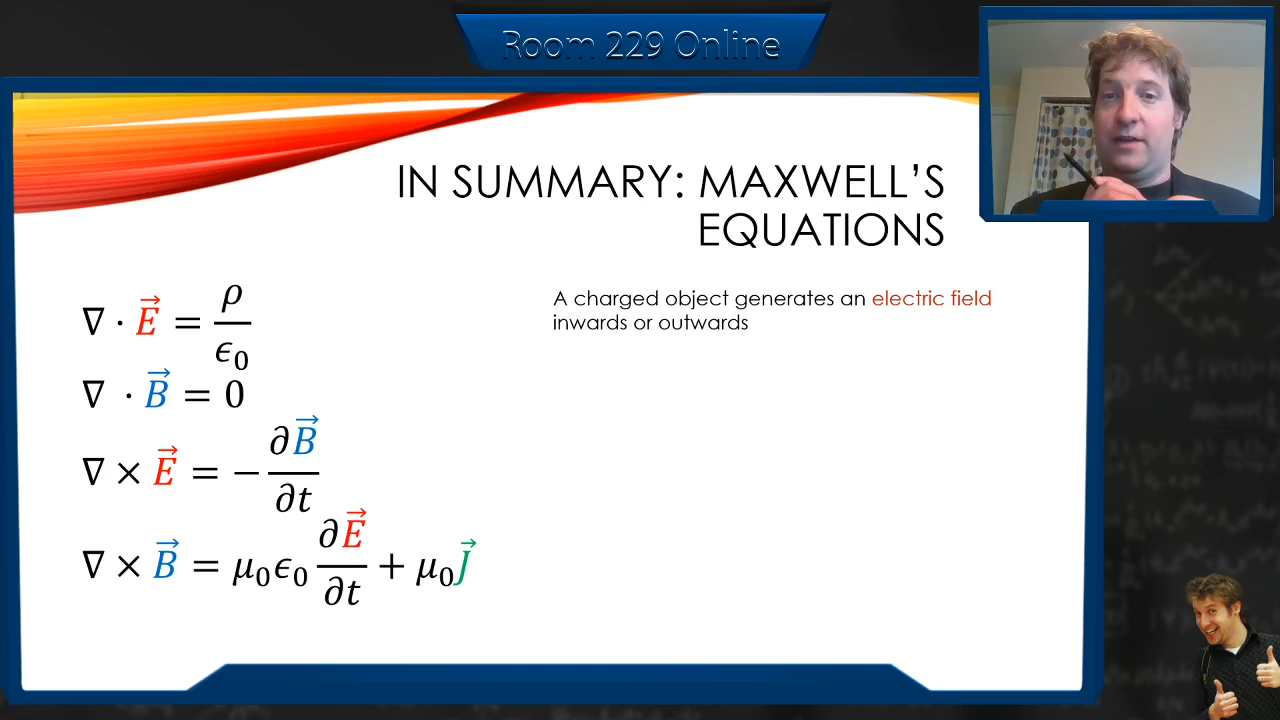 Room 229 Online
IN SUMMARY: MAXWELL'S
EQUATIONS
∇ · E⃗ = ρ/ϵ₀
A charged object generates an electric field
inwards or outwards
∇ · B⃗ = 0
∇ × E⃗ = −∂B⃗/∂t
∇ × B⃗ = μ₀ϵ₀ ∂E⃗/∂t + μ₀J⃗